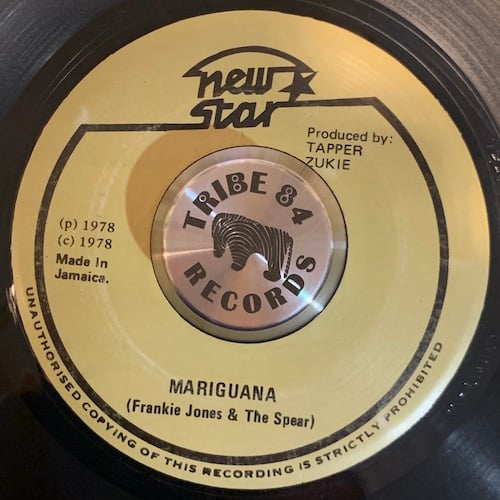 new
star
Produced by:
TAPPER
ZUKIE
TRIBE 84
RECORDS
(p) 1978
(c) 1978
Made In
Jamaica.
MARIGUANA
(Frankie Jones & The Spear)
UNAUTHORISED COPYING OF THIS RECORDING IS STRICTLY PROHIBITED